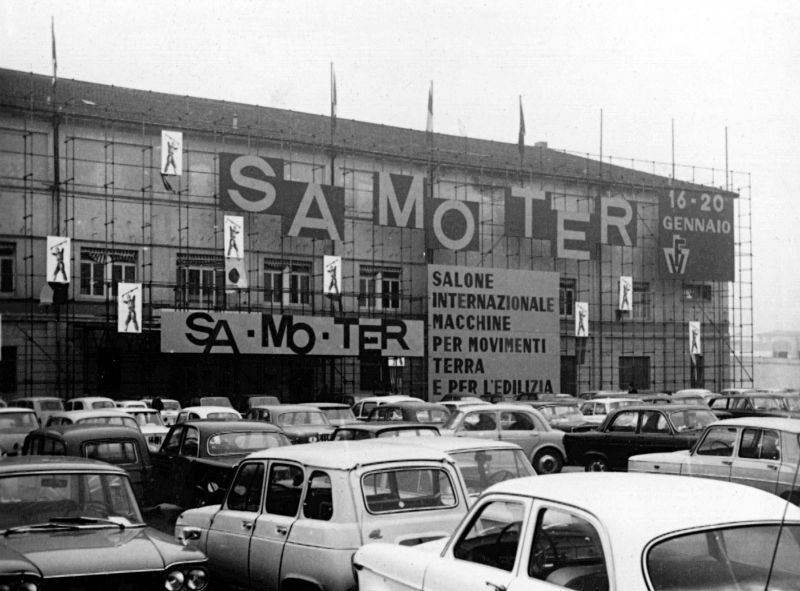 SAMOTER
16-20
GENNAIO
SA·MO·TER
SALONE
INTERNAZIONALE
MACCHINE
PER MOVIMENTI
TERRA
E PER L'EDILIZIA